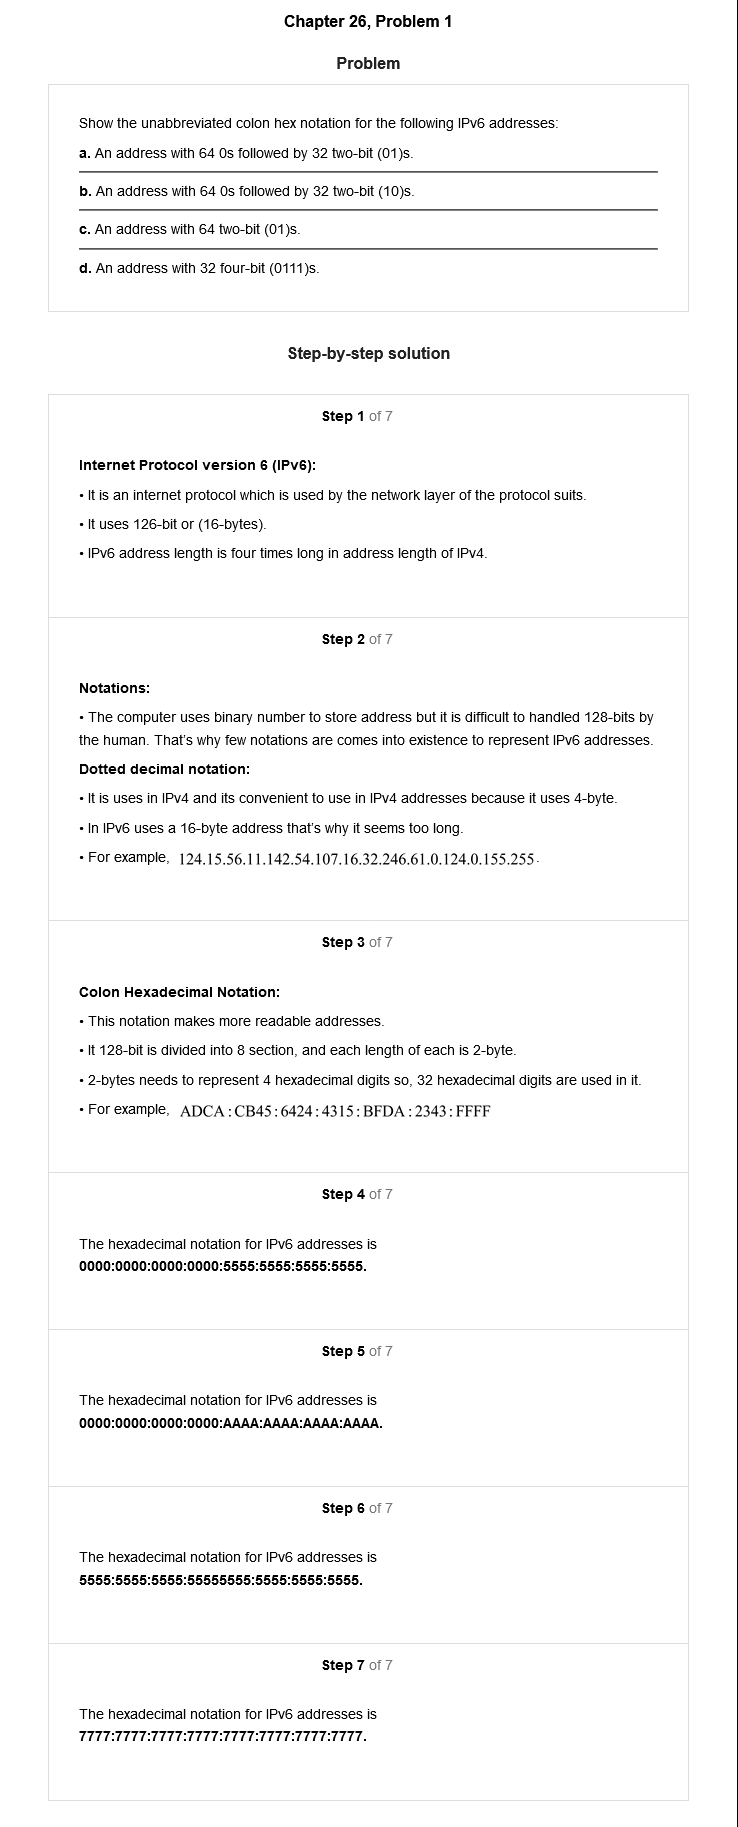 Chapter 26, Problem 1
Problem
Show the unabbreviated colon hex notation for the following IPv6 addresses:
a. An address with 64 0s followed by 32 two-bit (01)s.
b. An address with 64 0s followed by 32 two-bit (10)s.
c. An address with 64 two-bit (01)s.
d. An address with 32 four-bit (0111)s.
Step-by-step solution
Step 1 of 7
Internet Protocol version 6 (IPv6):
• It is an internet protocol which is used by the network layer of the protocol suits.
• It uses 126-bit or (16-bytes).
• IPv6 address length is four times long in address length of IPv4.
Step 2 of 7
Notations:
• The computer uses binary number to store address but it is difficult to handled 128-bits by
the human. That's why few notations are comes into existence to represent IPv6 addresses.
Dotted decimal notation:
• It is uses in IPv4 and its convenient to use in IPv4 addresses because it uses 4-byte.
• In IPv6 uses a 16-byte address that's why it seems too long.
• For example, 124.15.56.11.142.54.107.16.32.246.61.0.124.0.155.255.
Step 3 of 7
Colon Hexadecimal Notation:
• This notation makes more readable addresses.
• It 128-bit is divided into 8 section, and each length of each is 2-byte.
• 2-bytes needs to represent 4 hexadecimal digits so, 32 hexadecimal digits are used in it.
• For example, ADCA:CB45:6424:4315:BFDA:2343:FFFF
Step 4 of 7
The hexadecimal notation for IPv6 addresses is
0000:0000:0000:0000:5555:5555:5555:5555.
Step 5 of 7
The hexadecimal notation for IPv6 addresses is
0000:0000:0000:0000:AAAA:AAAA:AAAA:AAAA.
Step 6 of 7
The hexadecimal notation for IPv6 addresses is
5555:5555:5555:55555555:5555:5555:5555.
Step 7 of 7
The hexadecimal notation for IPv6 addresses is
7777:7777:7777:7777:7777:7777:7777:7777.